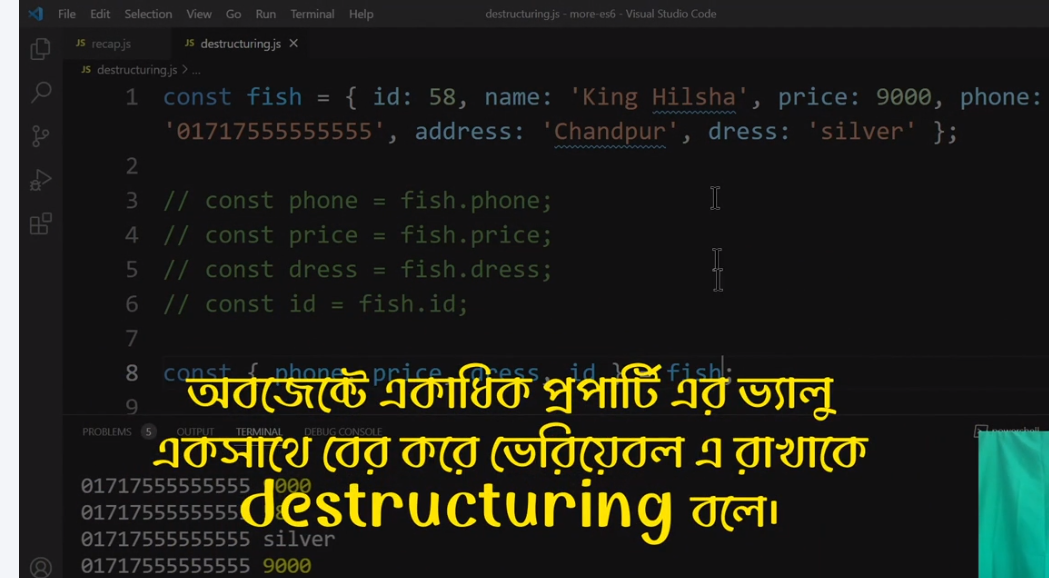 File Edit Selection View Go Run Terminal Help destructuring.js - more-es6 - Visual Studio Code
JS recap.js JS destructuring.js ×
JS destructuring.js > ...
1 const fish = { id: 58, name: 'King Hilsha', price: 9000, phone:
'01717555555555', address: 'Chandpur', dress: 'silver' };
2
3 // const phone = fish.phone;
4 // const price = fish.price;
5 // const dress = fish.dress;
6 // const id = fish.id;
7
8 const { phone, price, dress, id } = fish;
9
অবজেক্টে একাধিক প্রপার্টি এর ভ্যালু
PROBLEMS 5 OUTPUT TERMINAL DEBUG CONSOLE powershell
একসাথে বের করে ভেরিয়েবল এ রাখাকে
01717555555555 9000
destructuring বলে।
01717555555555
01717555555555 silver
01717555555555 9000